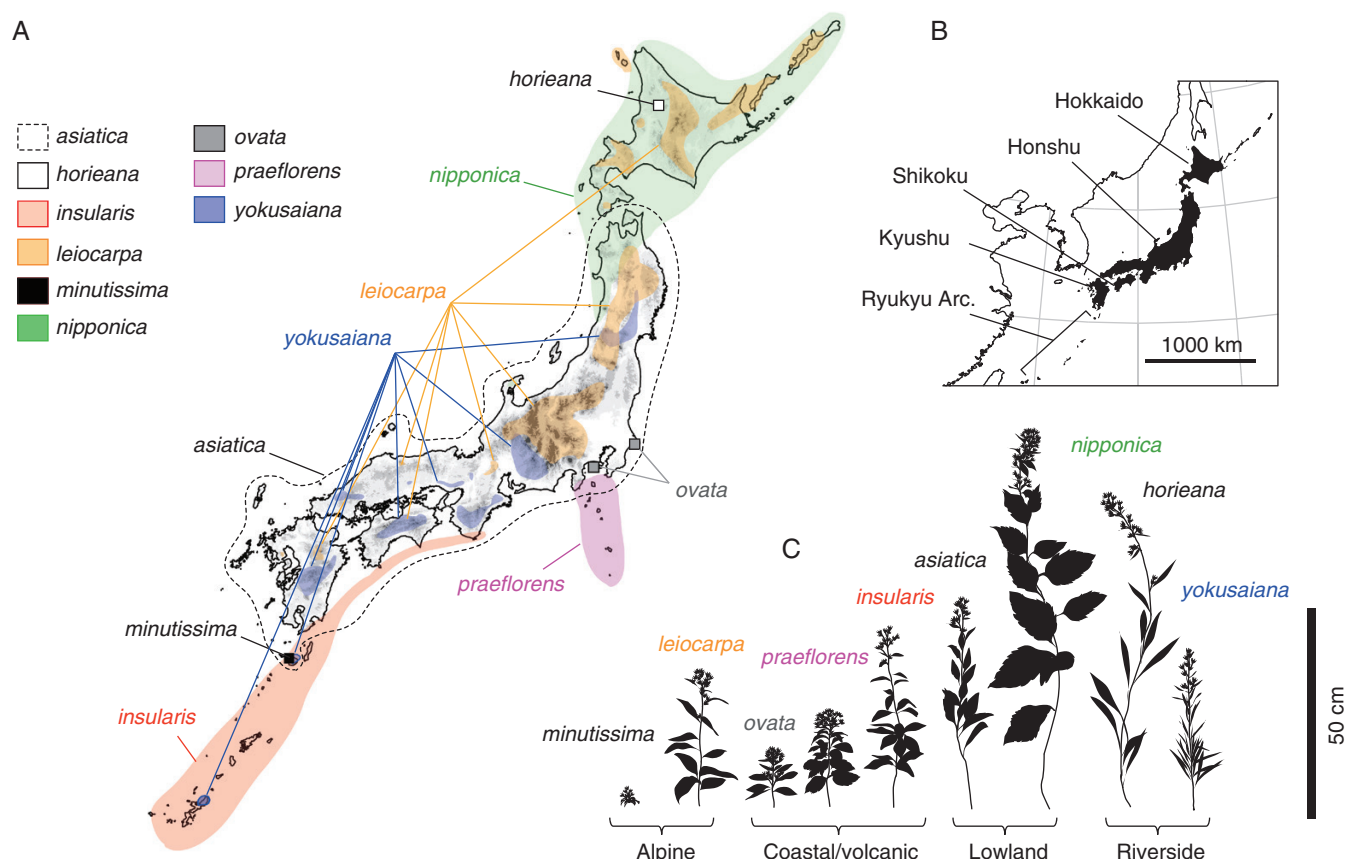 A
asiatica
horieana
insularis
leiocarpa
minutissima
nipponica
ovata
praeflorens
yokusaiana
horieana
nipponica
leiocarpa
yokusaiana
asiatica
ovata
praeflorens
minutissima
insularis
B
Hokkaido
Honshu
Shikoku
Kyushu
Ryukyu Arc.
1000 km
C
nipponica
horieana
asiatica
insularis
yokusaiana
leiocarpa
praeflorens
minutissima
ovata
50 cm
Alpine
Coastal/volcanic
Lowland
Riverside